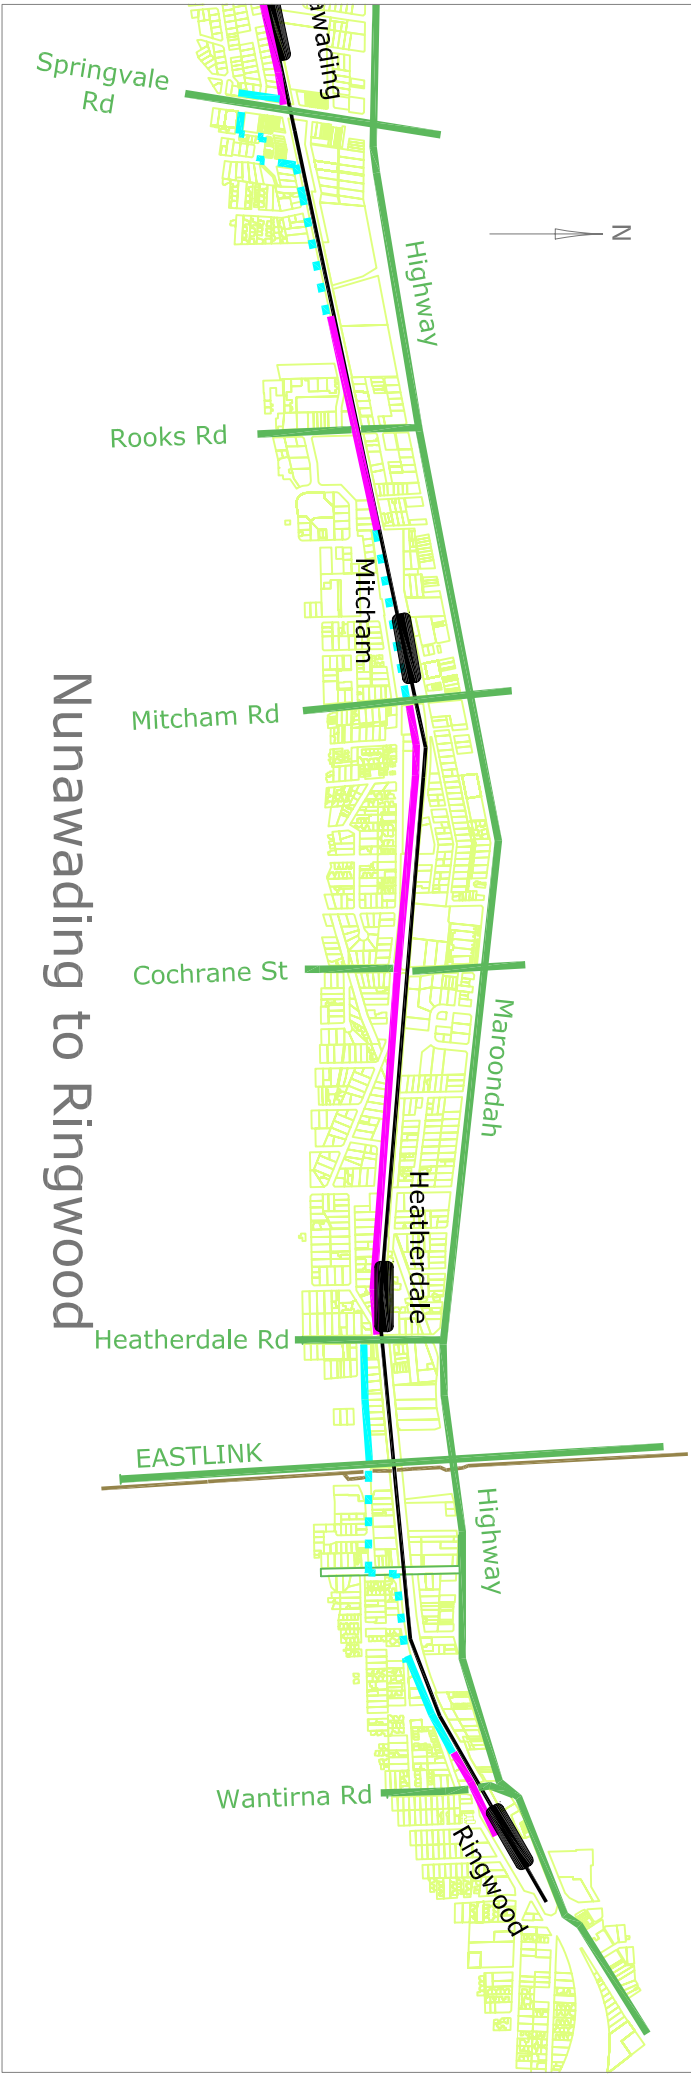 awading
Springvale
Rd
N
Highway
Rooks Rd
Mitcham
Mitcham Rd
Cochrane St
Maroondah
Heatherdale
Heatherdale Rd
EASTLINK
Highway
Wantirna Rd
Ringwood
Nunawading to Ringwood